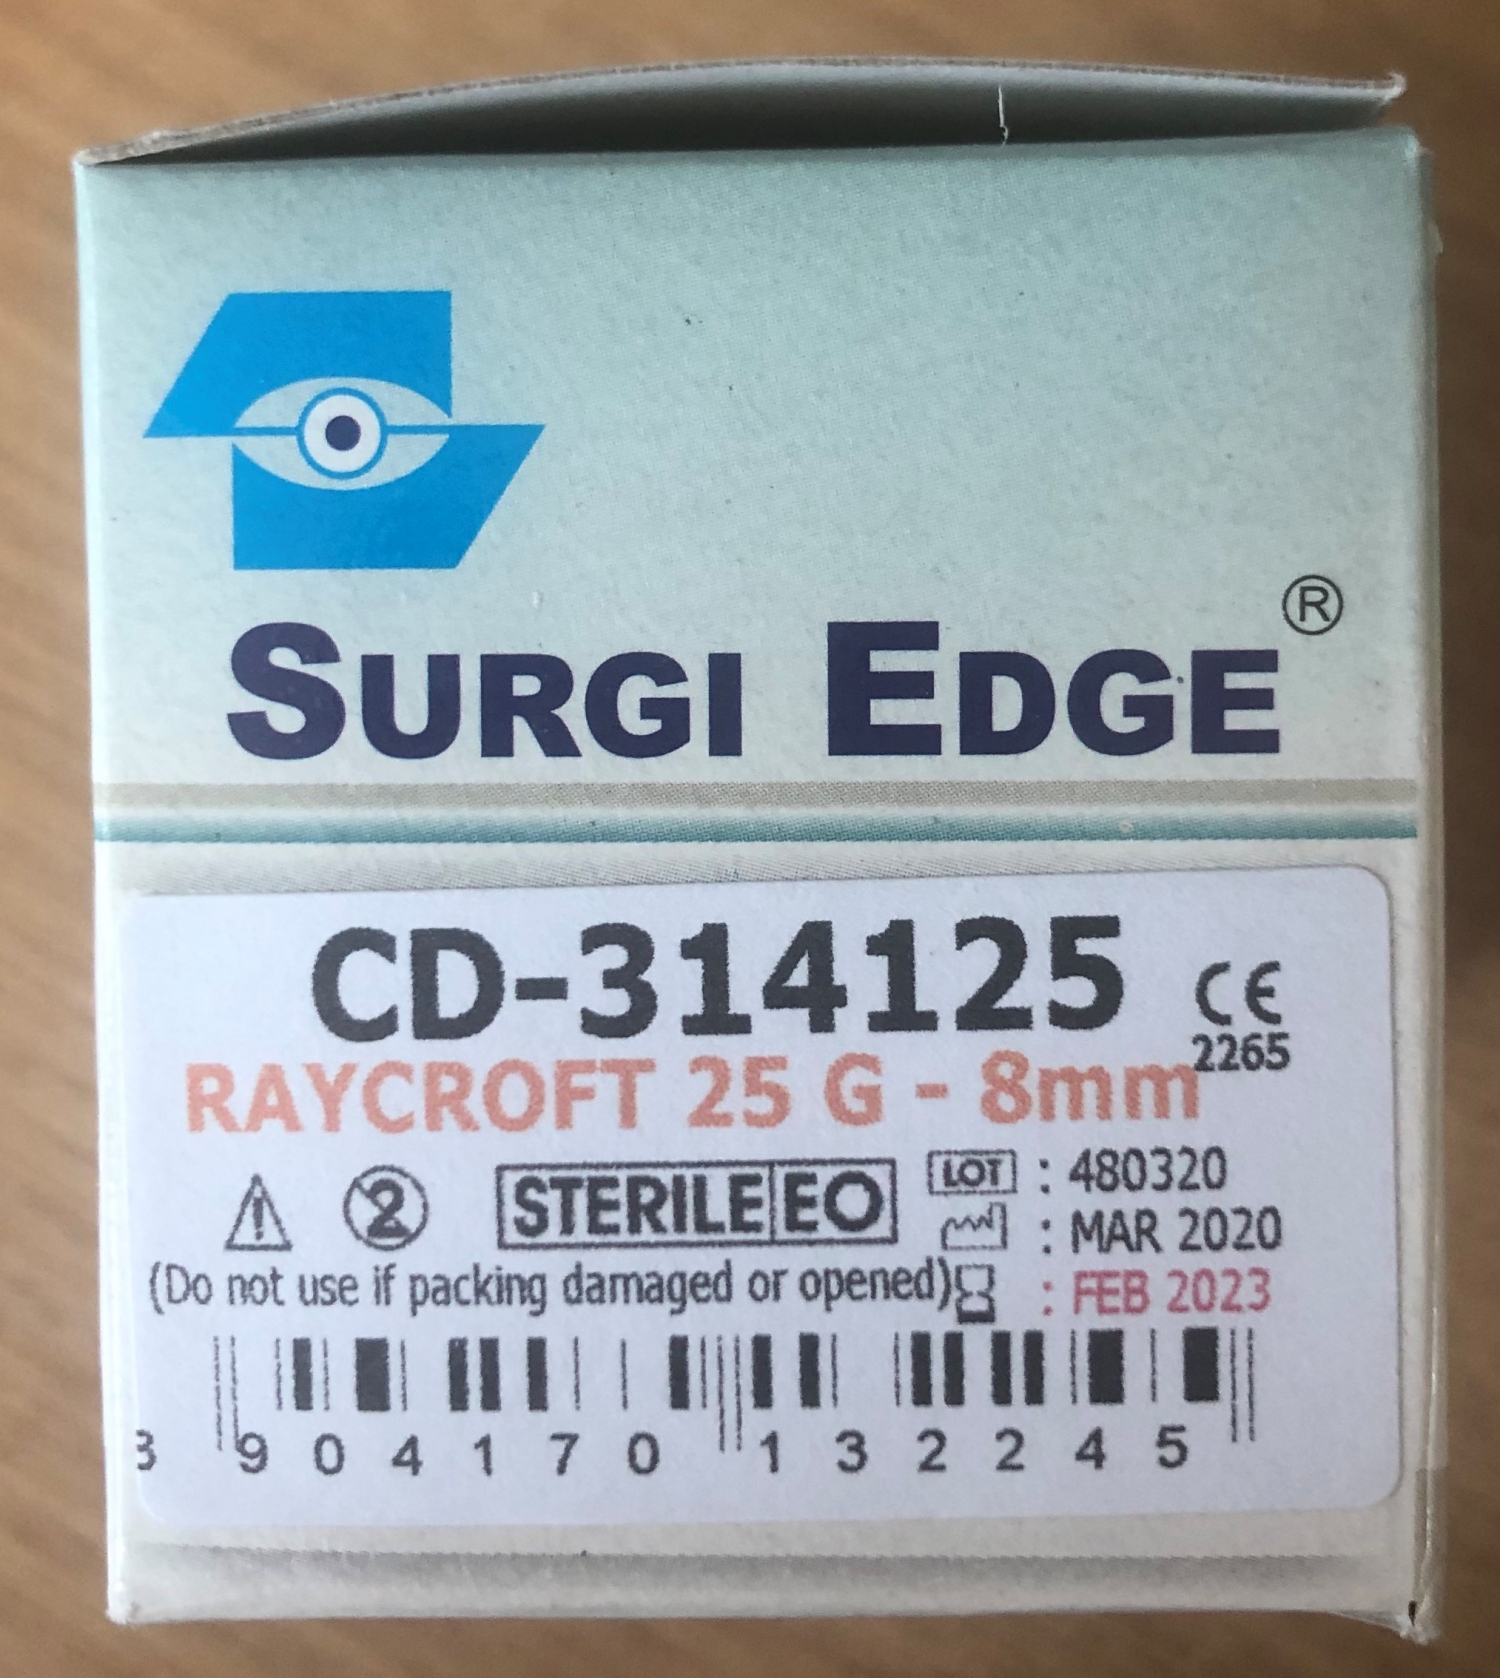 SURGI EDGE ®
CD-314125
CE
2265
RAYCROFT 25 G - 8mm
2 STERILE EO
LOT : 480320
: MAR 2020
(Do not use if packing damaged or opened) : FEB 2023
904170 132245